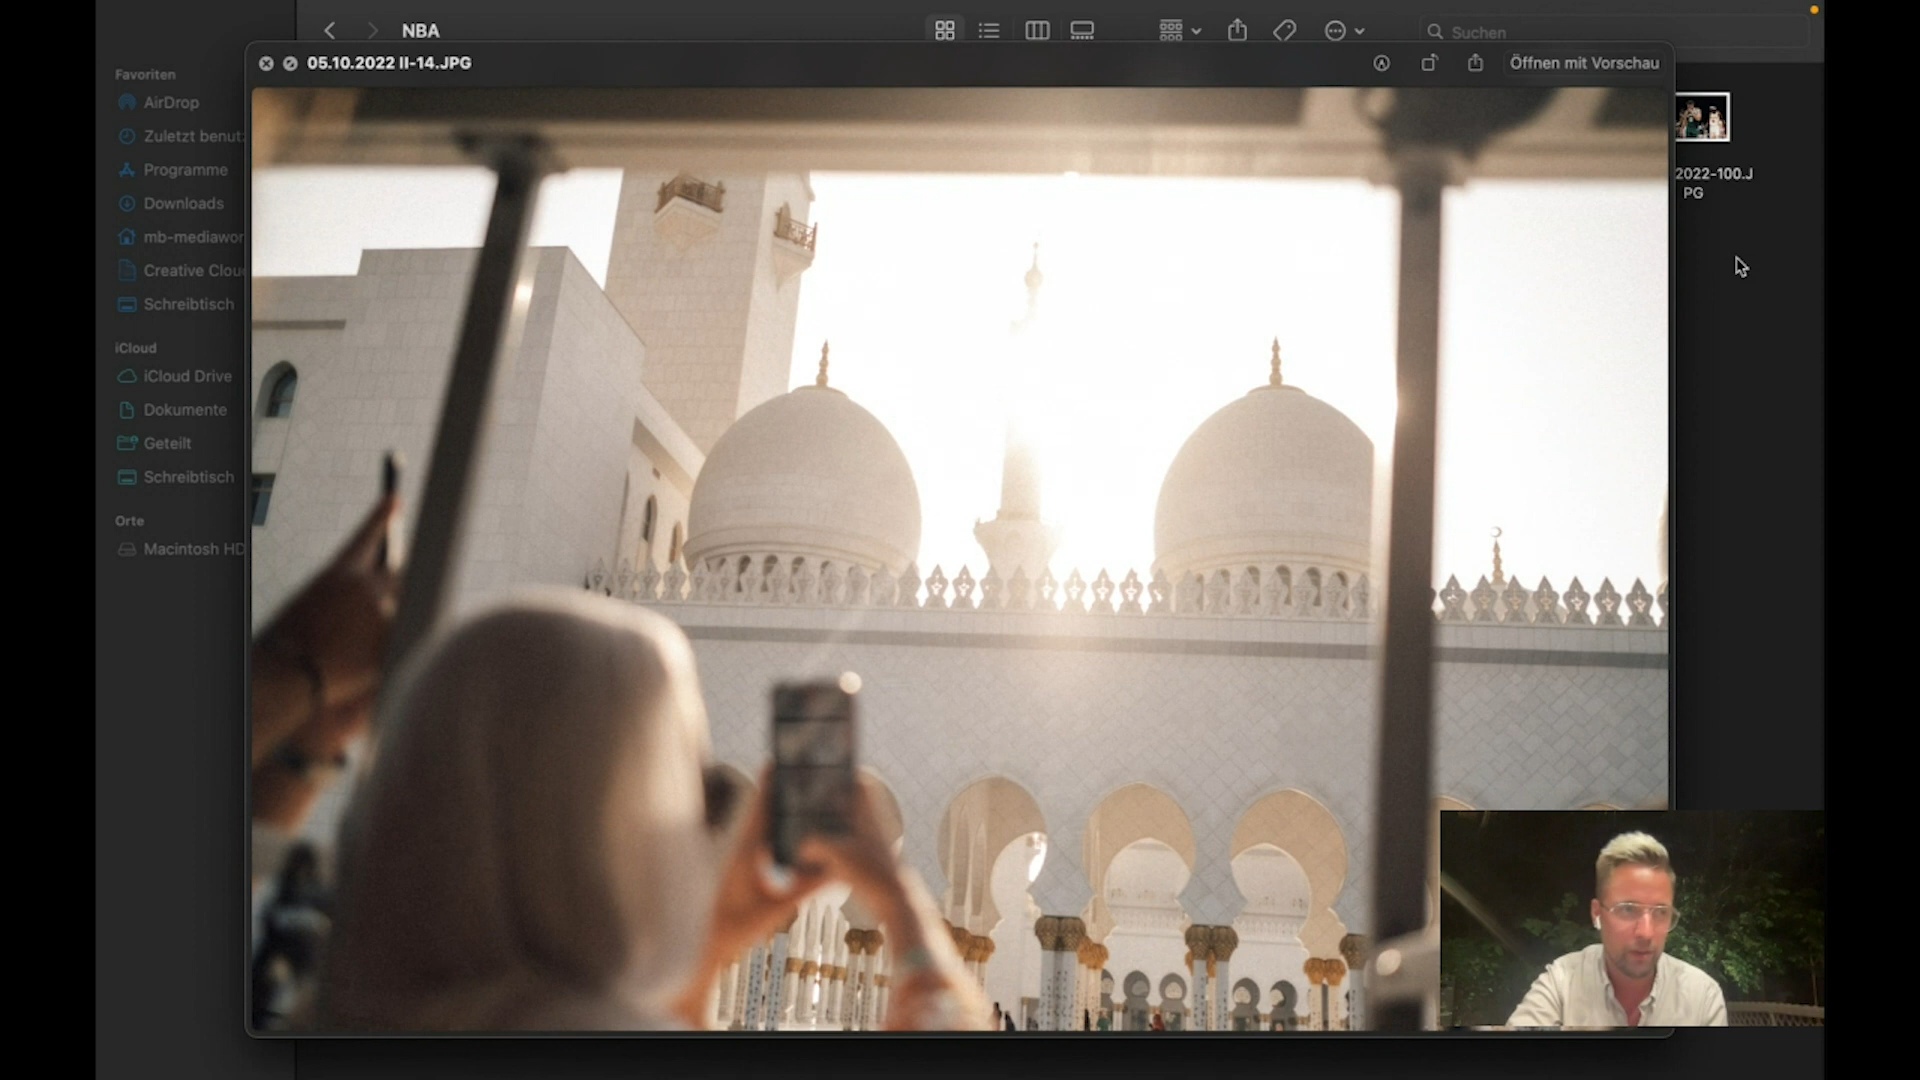 NBA
Suchen
05.10.2022 II-14.JPG
Öffnen mit Vorschau
Favoriten
AirDrop
Zuletzt benutz
Programme
Downloads
mb-mediawor
Creative Clou
Schreibtisch
iCloud
iCloud Drive
Dokumente
Geteilt
Schreibtisch
Orte
Macintosh HD
2022-100.J
PG